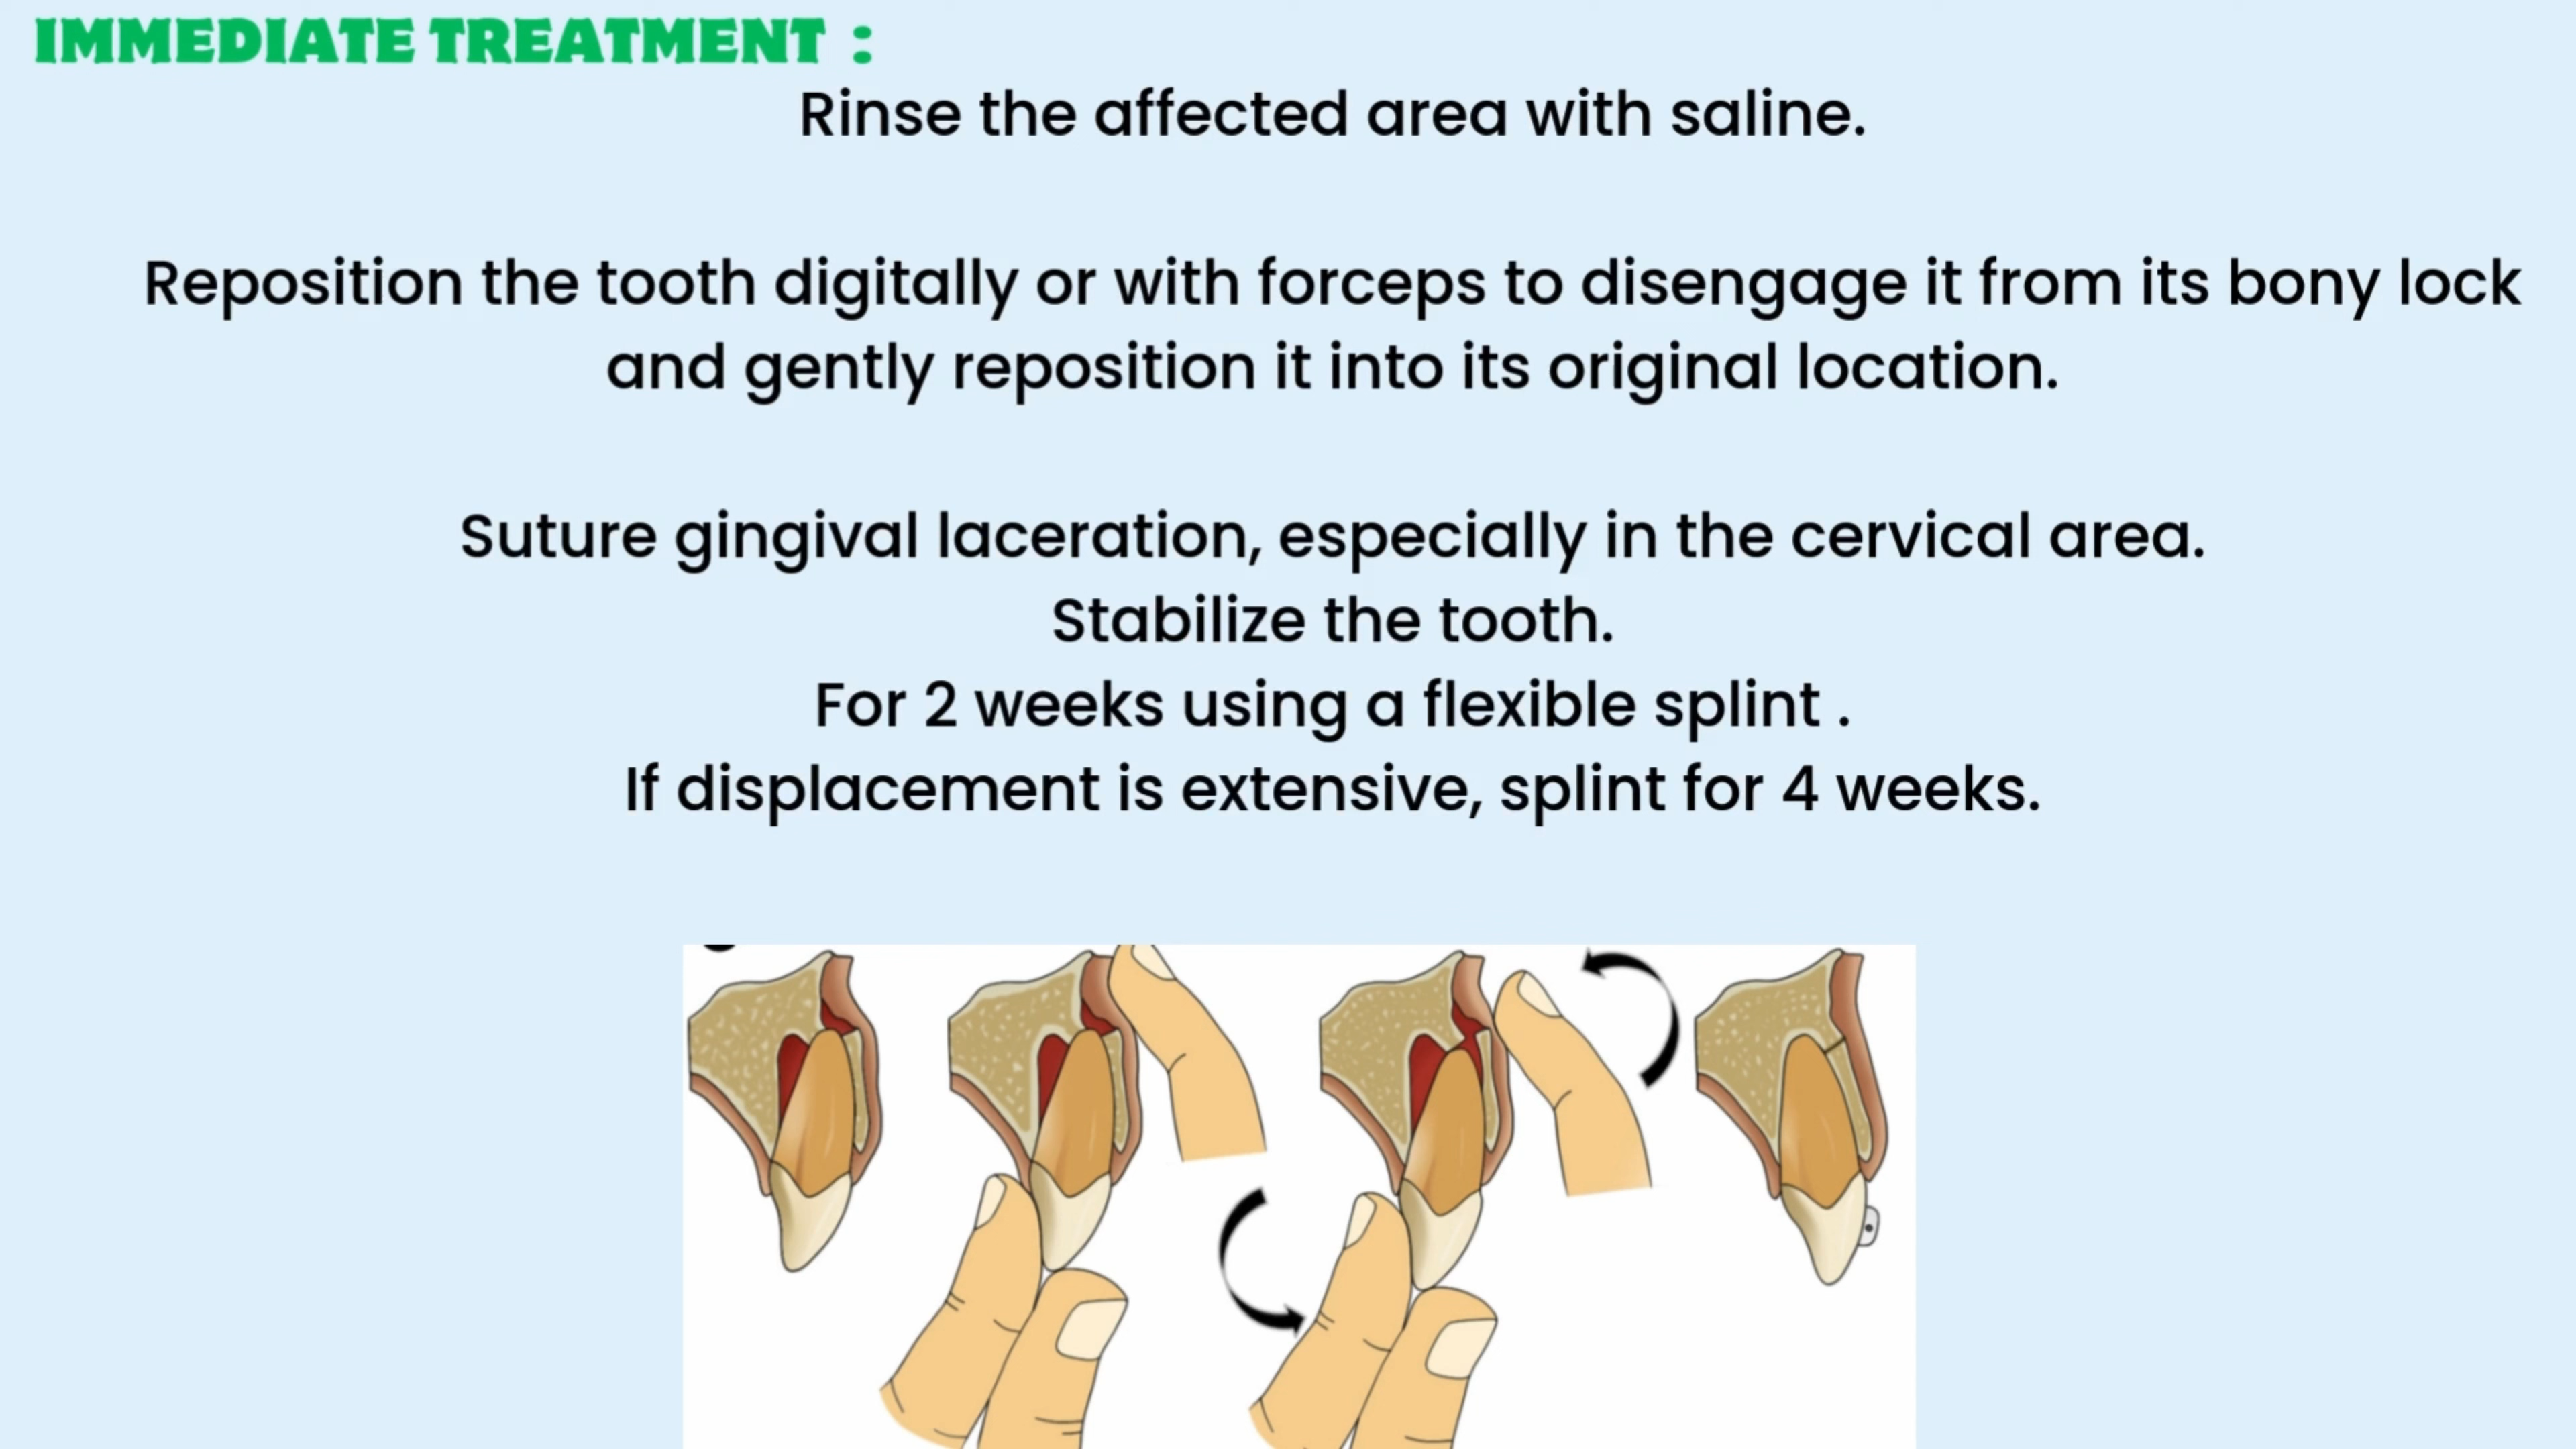 IMMEDIATE TREATMENT :
Rinse the affected area with saline.
Reposition the tooth digitally or with forceps to disengage it from its bony lock
and gently reposition it into its original location.
Suture gingival laceration, especially in the cervical area.
Stabilize the tooth.
For 2 weeks using a flexible splint .
If displacement is extensive, splint for 4 weeks.